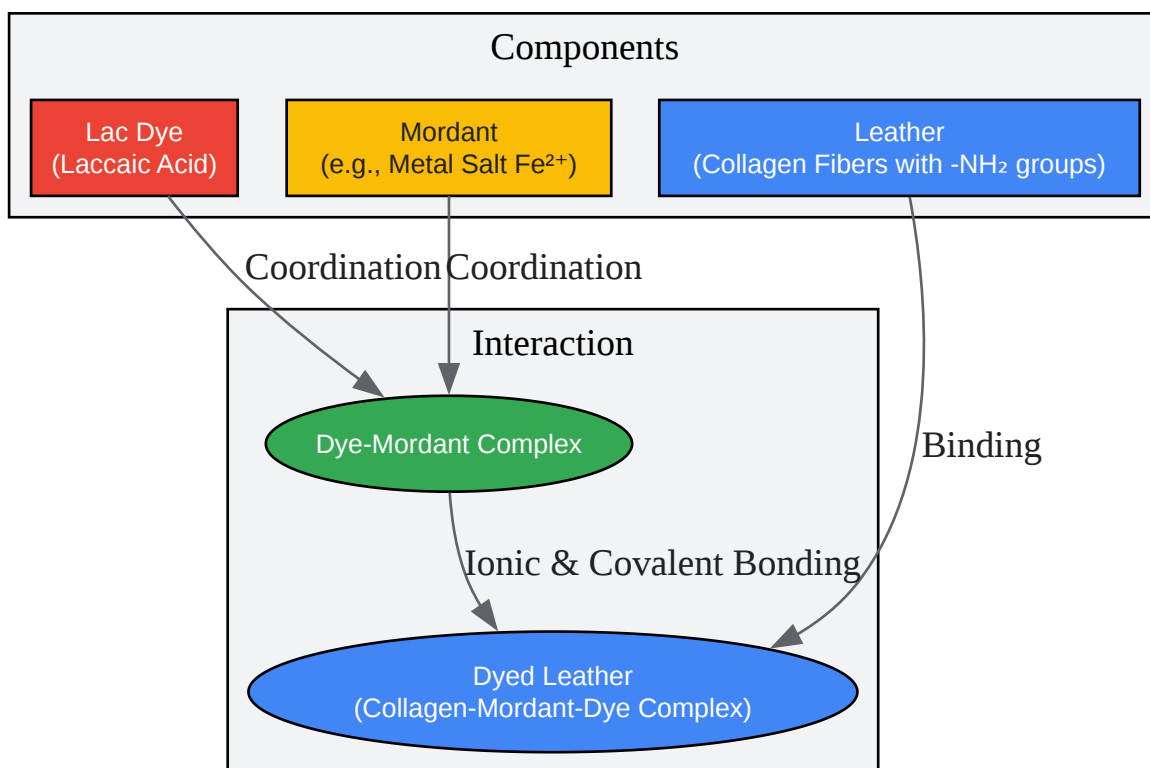 Components
Lac Dye
(Laccaic Acid)
Mordant
(e.g., Metal Salt Fe²⁺)
Leather
(Collagen Fibers with -NH₂ groups)
Coordination
Coordination
Interaction
Dye-Mordant Complex
Binding
Ionic & Covalent Bonding
Dyed Leather
(Collagen-Mordant-Dye Complex)